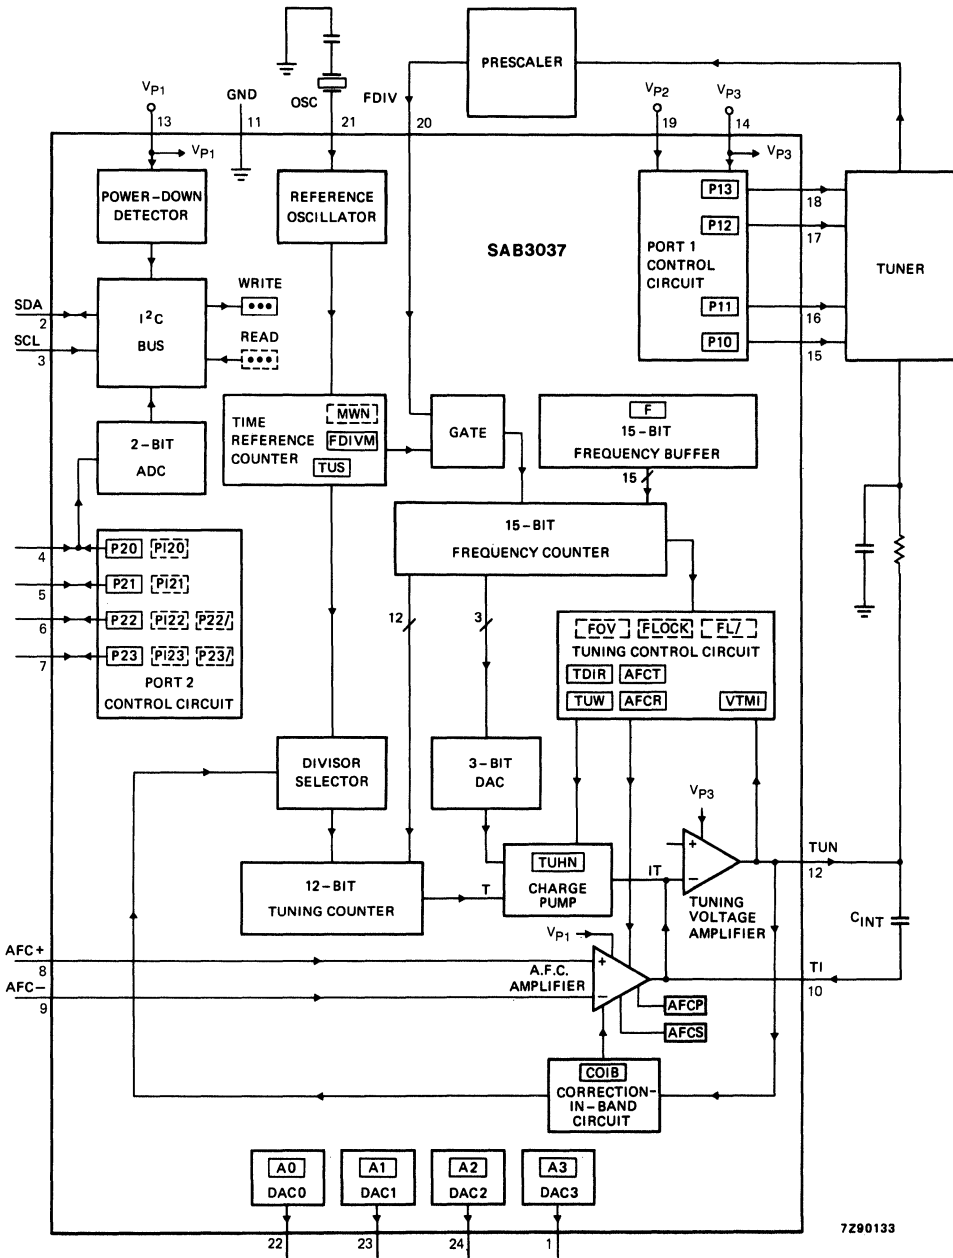 PRESCALER
OSC
FDIV
VP1
GND
VP2
VP3
13
11
21
20
19
14
VP1
VP3
POWER-DOWN
DETECTOR
REFERENCE
OSCILLATOR
SAB3037
P13
18
P12
17
PORT 1
CONTROL
CIRCUIT
P11
16
P10
15
TUNER
SDA
2
SCL
3
I2C
BUS
WRITE
READ
2-BIT
ADC
TIME
REFERENCE
COUNTER
MWN
FDIVM
TUS
GATE
F
15-BIT
FREQUENCY BUFFER
15
15-BIT
FREQUENCY COUNTER
4
P20 PI20
5
P21 PI21
6
P22 PI22 P22/
7
P23 PI23 P23/
PORT 2
CONTROL CIRCUIT
12
3
FOV FLOCK FL/
TUNING CONTROL CIRCUIT
TDIR AFCT
TUW AFCR VTMI
DIVISOR
SELECTOR
3-BIT
DAC
VP3
12-BIT
TUNING COUNTER
T
TUHN
CHARGE
PUMP
IT
+
−
TUNING
VOLTAGE
AMPLIFIER
TUN
12
CINT
TI
10
VP1
AFC+
8
AFC−
9
+
−
A.F.C.
AMPLIFIER
AFCP
AFCS
COIB
CORRECTION-
IN-BAND
CIRCUIT
A0
DAC0
22
A1
DAC1
23
A2
DAC2
24
A3
DAC3
1
7Z90133